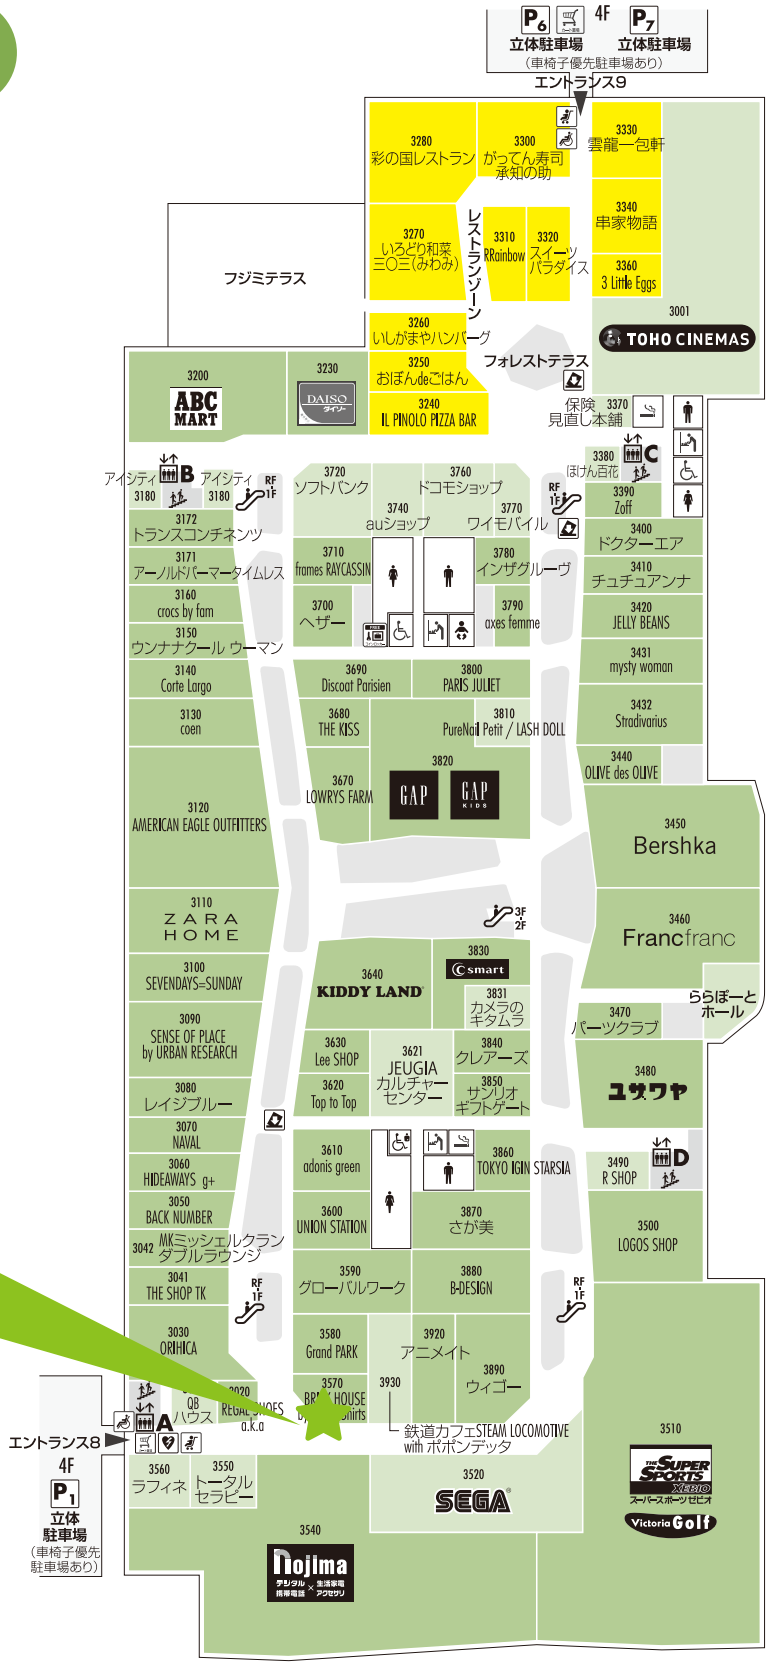 P6
4F
P7
立体駐車場
立体駐車場
(車椅子優先駐車場あり)
エントランス9
3280
彩の国レストラン
3300
がってん寿司
承知の助
3330
雲龍一包軒
3340
串家物語
3270
いろどり和菜
三〇三(みわみ)
レストランゾーン
3310
RRainbow
3320
スイーツ
パラダイス
3360
3 Little Eggs
フジミテラス
3001
TOHO CINEMAS
3260
いしがまやハンバーグ
フォレストテラス
3250
おぼんdeごはん
3240
IL PINOLO PIZZA BAR
3200
ABC
MART
3230
DAISO
ダイソー
保険 3370
見直し本舗
3380
ほけん百花
C
アイシティ
3180
B
アイシティ
3180
RF
1F
3720
ソフトバンク
3740
auショップ
3760
ドコモショップ
3770
ワイモバイル
RF
1F
3390
Zoff
3172
トランスコンチネンツ
3400
ドクターエア
3171
アーノルドパーマータイムレス
3710
frames RAYCASSIN
3780
インザグルーヴ
3410
チュチュアンナ
3160
crocs by fam
3700
ヘザー
3790
axes femme
3420
JELLY BEANS
3150
ウンナナクール ウーマン
3431
mysty woman
3140
Corte Largo
3690
Discoat Parisien
3800
PARIS JULIET
3130
coen
3680
THE KISS
3810
PureNail Petit / LASH DOLL
3432
Stradivarius
3440
OLIVE des OLIVE
3670
LOWRYS FARM
3820
GAP
GAP
KIDS
3120
AMERICAN EAGLE OUTFITTERS
3450
Bershka
3110
ZARA
HOME
3F
2F
3460
Francfranc
3100
SEVENDAYS=SUNDAY
3640
KIDDY LAND
3830
C smart
3831
カメラの
キタムラ
ららぽーと
ホール
3090
SENSE OF PLACE
by URBAN RESEARCH
3470
パーツクラブ
3630
Lee SHOP
3621
JEUGIA
カルチャー
センター
3840
クレアーズ
3480
ユザワヤ
3080
レイジブルー
3620
Top to Top
3850
サンリオ
ギフトゲート
3070
NAVAL
3060
HIDEAWAYS g+
3610
adonis green
3860
TOKYO IGIN STARSIA
D
3490
R SHOP
3050
BACK NUMBER
3600
UNION STATION
3870
さが美
3500
LOGOS SHOP
3042
MKミッシェルクラン
ダブルラウンジ
3041
THE SHOP TK
3590
グローバルワーク
3880
B-DESIGN
RF
1F
RF
1F
3030
ORIHICA
3580
Grand PARK
3920
アニメイト
3890
ウィゴー
3930
3570
QB
ハウス
3020
a.k.a
鉄道カフェSTEAM LOCOMOTIVE
with ポポンデッタ
A
エントランス8
4F
P1
立体
駐車場
(車椅子優先
駐車場あり)
3560
ラフィネ
3550
トータル
セラピー
3520
SEGA
3510
THE SUPER
SPORTS
XEBIO
スーパースポーツゼビオ
Victoria Golf
3540
nojima
デジタル × 生活家電
携帯電話 アクセサリ